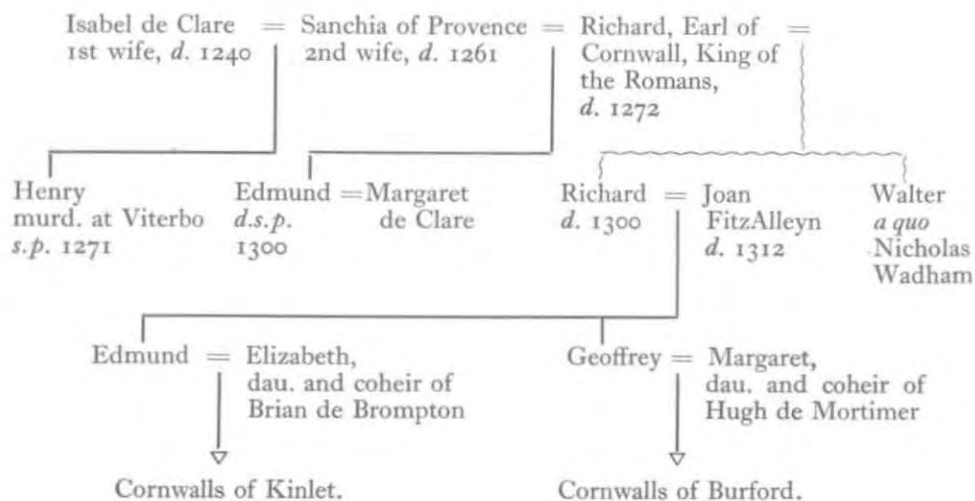 Isabel de Clare = Sanchia of Provence = Richard, Earl of =
1st wife, d. 1240 2nd wife, d. 1261 Cornwall, King of
the Romans,
d. 1272
Henry
murd. at Viterbo
s.p. 1271
Edmund = Margaret
d.s.p. de Clare
1300
Richard = Joan
d. 1300 FitzAlleyn
d. 1312
Walter
a quo
Nicholas
Wadham
Edmund = Elizabeth,
dau. and coheir of
Brian de Brompton
Geoffrey = Margaret,
dau. and coheir of
Hugh de Mortimer
Cornwalls of Kinlet.
Cornwalls of Burford.